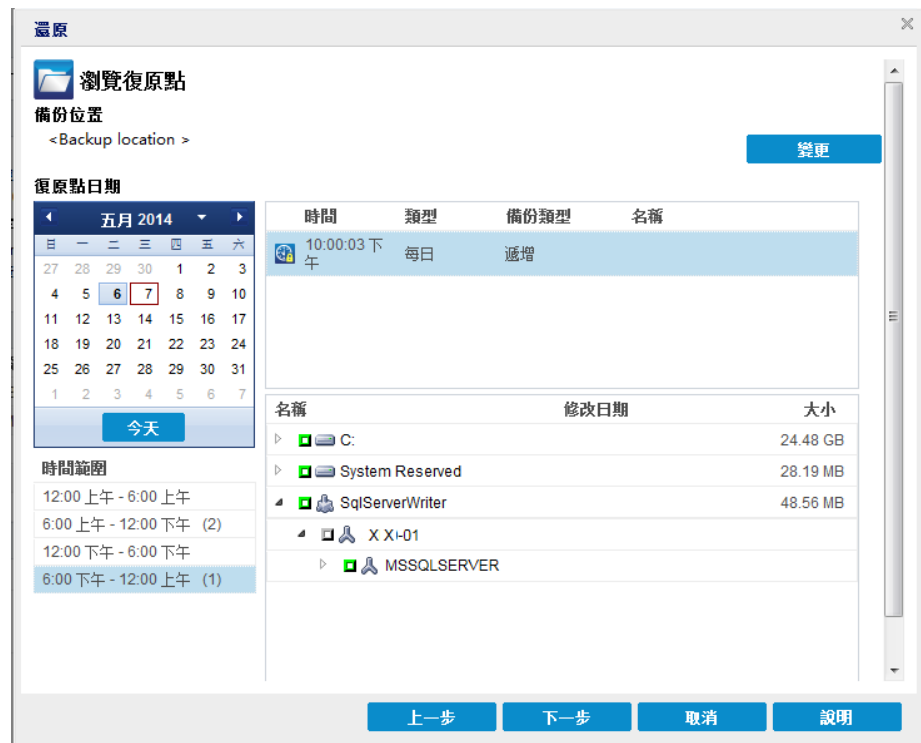 還原
瀏覽復原點
備份位置
<Backup location >
變更
復原點日期
五月 2014
日 一 二 三 四 五 六
27 28 29 30 1 2 3
4 5 6 7 8 9 10
11 12 13 14 15 16 17
18 19 20 21 22 23 24
25 26 27 28 29 30 31
1 2 3 4 5 6 7
今天
時間範圍
12:00 上午 - 6:00 上午
6:00 上午 - 12:00 下午 (2)
12:00 下午 - 6:00 下午
6:00 下午 - 12:00 上午 (1)
時間 類型 備份類型 名稱
10:00:03 下午 每日 遞增
名稱 修改日期 大小
C: 24.48 GB
System Reserved 28.19 MB
SqlServerWriter 48.56 MB
X X-01
MSSQLSERVER
上一步 下一步 取消 說明